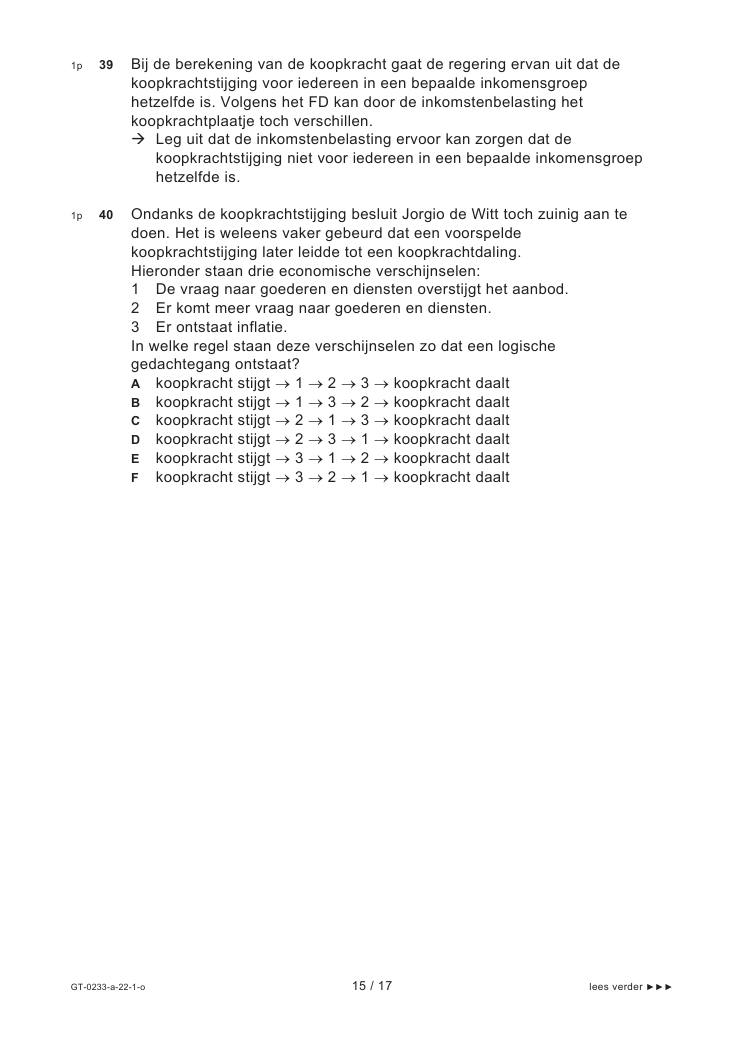 1p 39 Bij de berekening van de koopkracht gaat de regering ervan uit dat de
koopkrachtstijging voor iedereen in een bepaalde inkomensgroep
hetzelfde is. Volgens het FD kan door de inkomstenbelasting het
koopkrachtplaatje toch verschillen.
→ Leg uit dat de inkomstenbelasting ervoor kan zorgen dat de
koopkrachtstijging niet voor iedereen in een bepaalde inkomensgroep
hetzelfde is.
1p 40 Ondanks de koopkrachtstijging besluit Jorgio de Witt toch zuinig aan te
doen. Het is weleens vaker gebeurd dat een voorspelde
koopkrachtstijging later leidde tot een koopkrachtdaling.
Hieronder staan drie economische verschijnselen:
1 De vraag naar goederen en diensten overstijgt het aanbod.
2 Er komt meer vraag naar goederen en diensten.
3 Er ontstaat inflatie.
In welke regel staan deze verschijnselen zo dat een logische
gedachtegang ontstaat?
A koopkracht stijgt → 1 → 2 → 3 → koopkracht daalt
B koopkracht stijgt → 1 → 3 → 2 → koopkracht daalt
C koopkracht stijgt → 2 → 1 → 3 → koopkracht daalt
D koopkracht stijgt → 2 → 3 → 1 → koopkracht daalt
E koopkracht stijgt → 3 → 1 → 2 → koopkracht daalt
F koopkracht stijgt → 3 → 2 → 1 → koopkracht daalt
GT-0233-a-22-1-o 15 / 17 lees verder ►►►